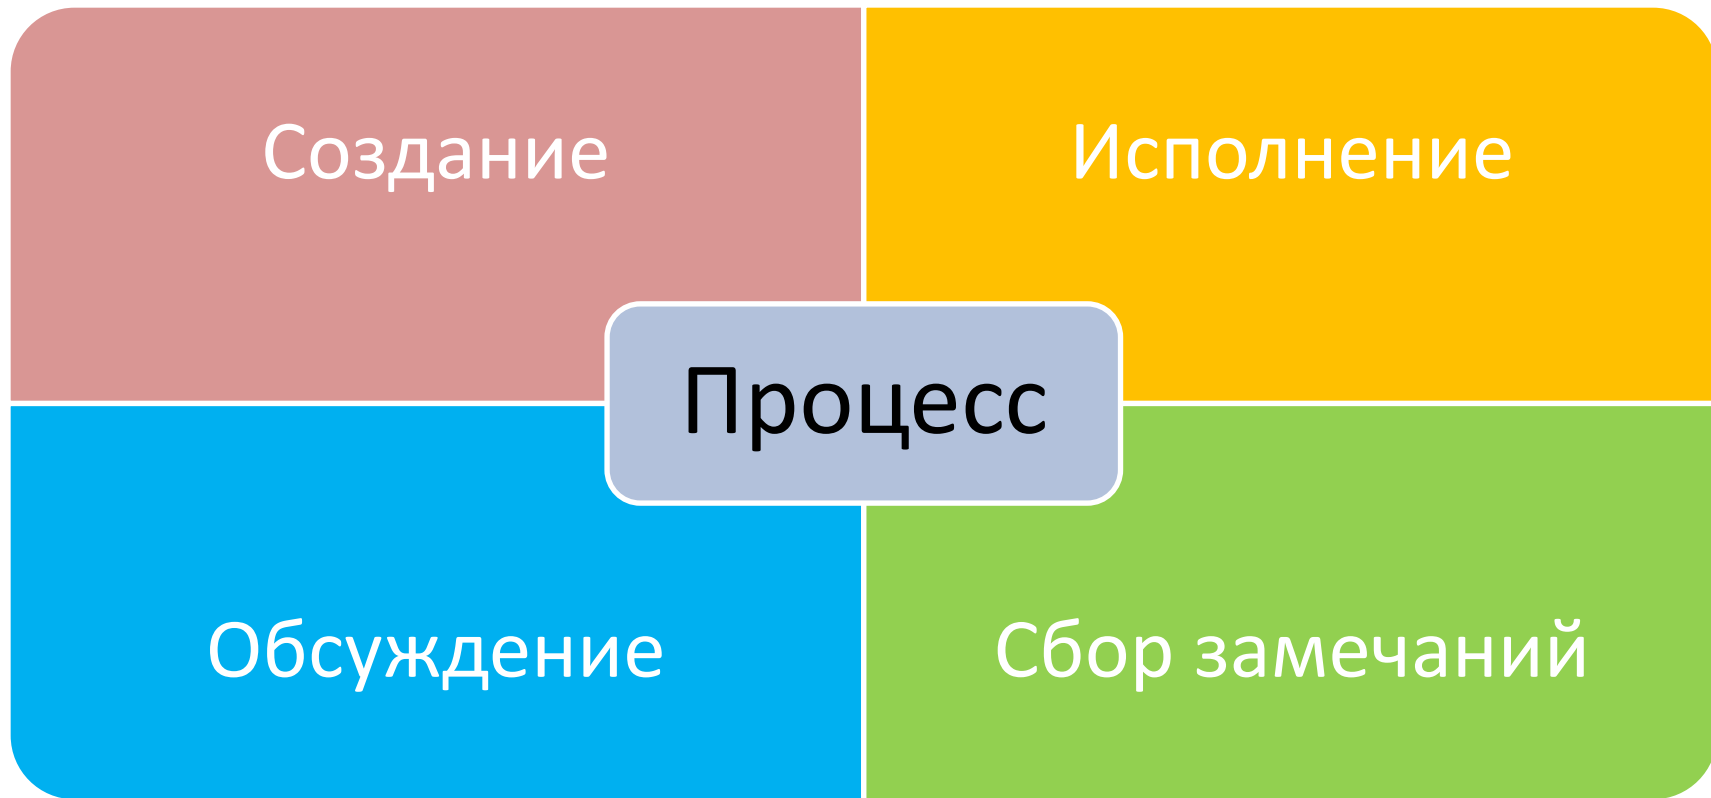 Создание
Исполнение
Процесс
Обсуждение
Сбор замечаний